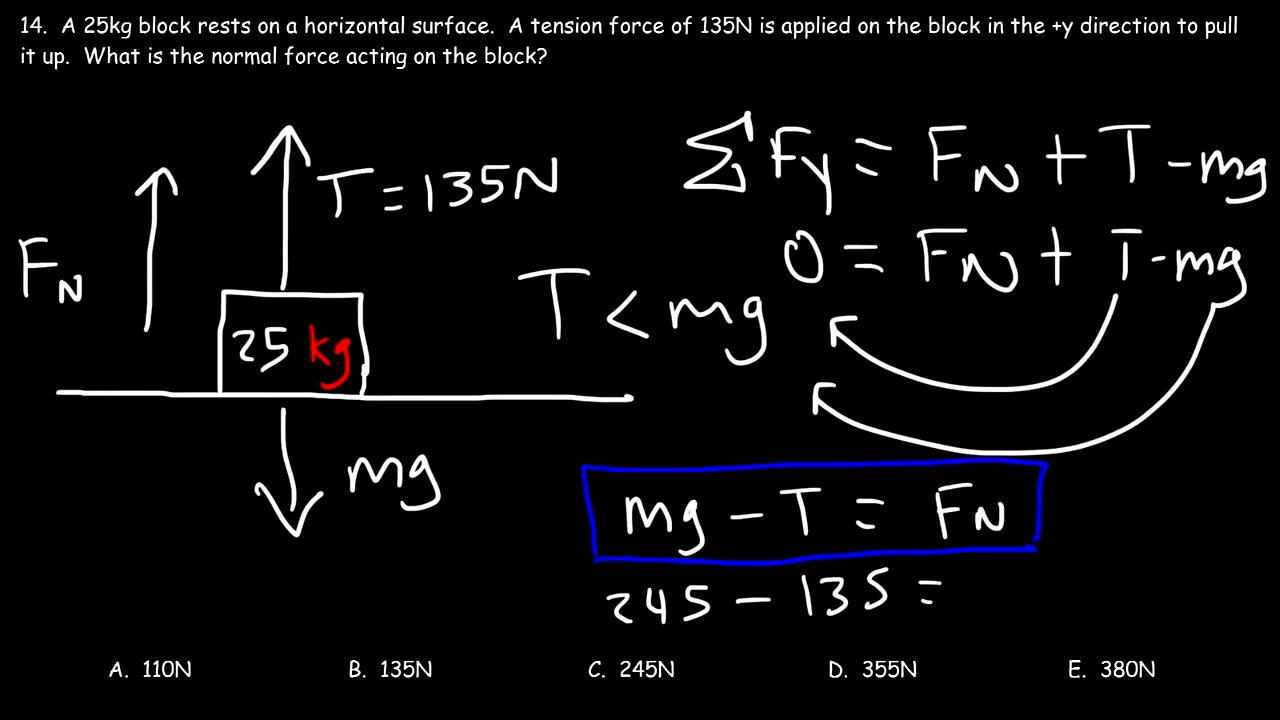 14. A 25kg block rests on a horizontal surface. A tension force of 135N is applied on the block in the +y direction to pull
it up. What is the normal force acting on the block?
ΣFy = FN + T - mg
T = 135N
0 = FN + T - mg
FN
T < mg
25 kg
mg
mg - T = FN
245 - 135 =
A. 110N B. 135N C. 245N D. 355N E. 380N